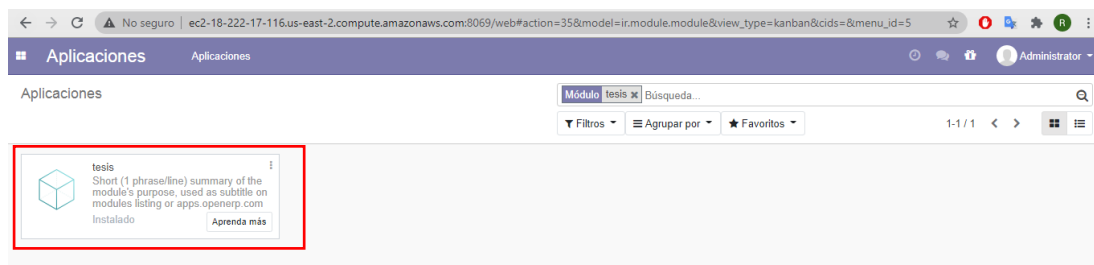 No seguro | ec2-18-222-17-116.us-east-2.compute.amazonaws.com:8069/web#action=35&model=ir.module.module&view_type=kanban&cids=&menu_id=5 R
Aplicaciones Aplicaciones Administrator
Aplicaciones Módulo tesis x Búsqueda...
Filtros Agrupar por Favoritos 1-1 / 1
tesis
Short (1 phrase/line) summary of the
module's purpose, used as subtitle on
modules listing or apps.openerp.com
Instalado Aprenda más